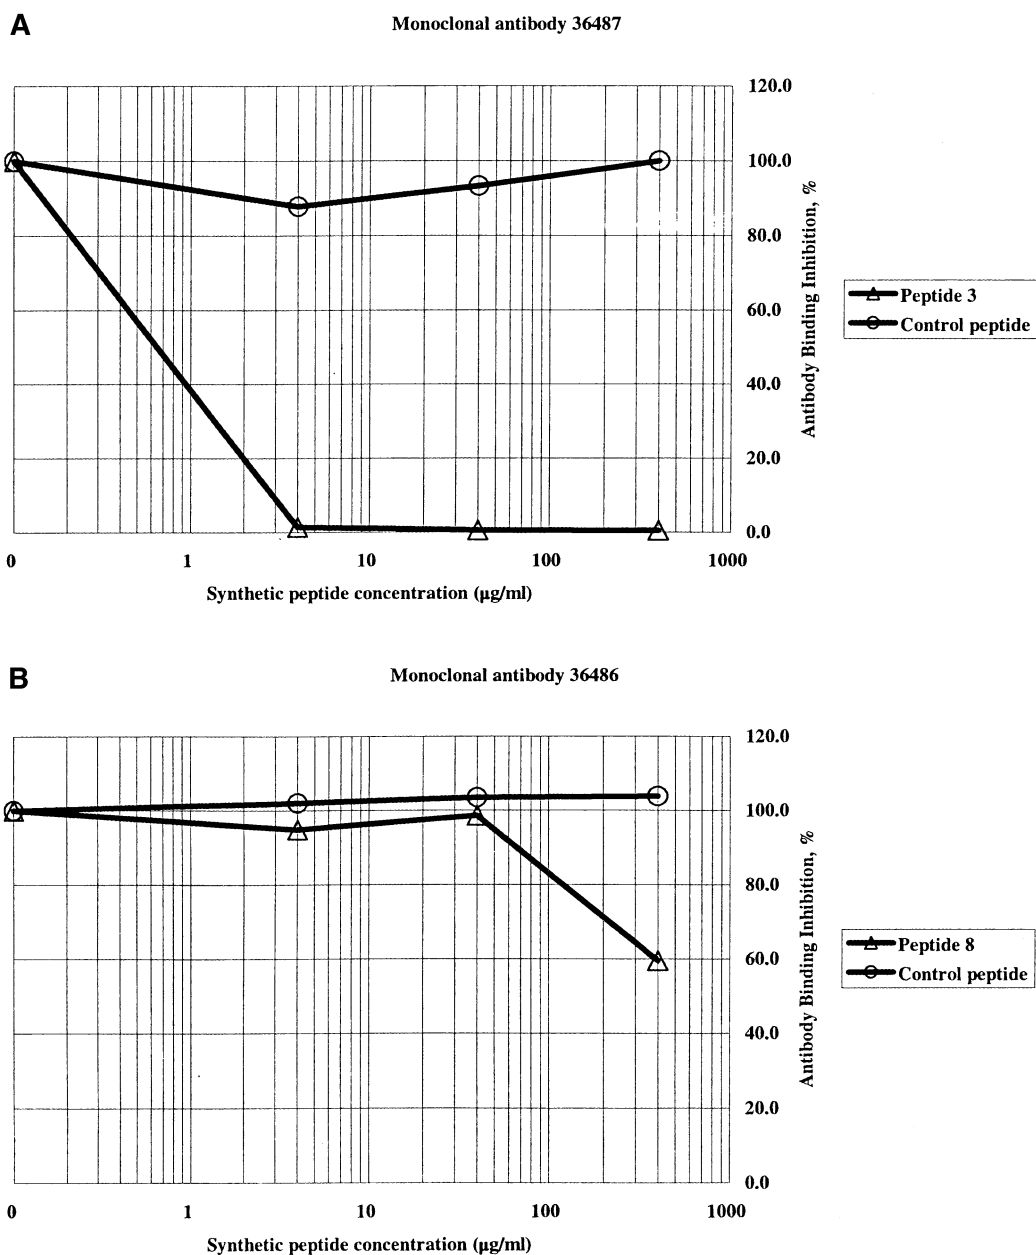 A
Monoclonal antibody 36487
120.0
100.0
80.0
60.0
40.0
20.0
0.0
Antibody Binding Inhibition, %
Peptide 3
Control peptide
0 1 10 100 1000
Synthetic peptide concentration (µg/ml)
B
Monoclonal antibody 36486
120.0
100.0
80.0
60.0
40.0
20.0
0.0
Antibody Binding Inhibition, %
Peptide 8
Control peptide
0 1 10 100 1000
Synthetic peptide concentration (µg/ml)